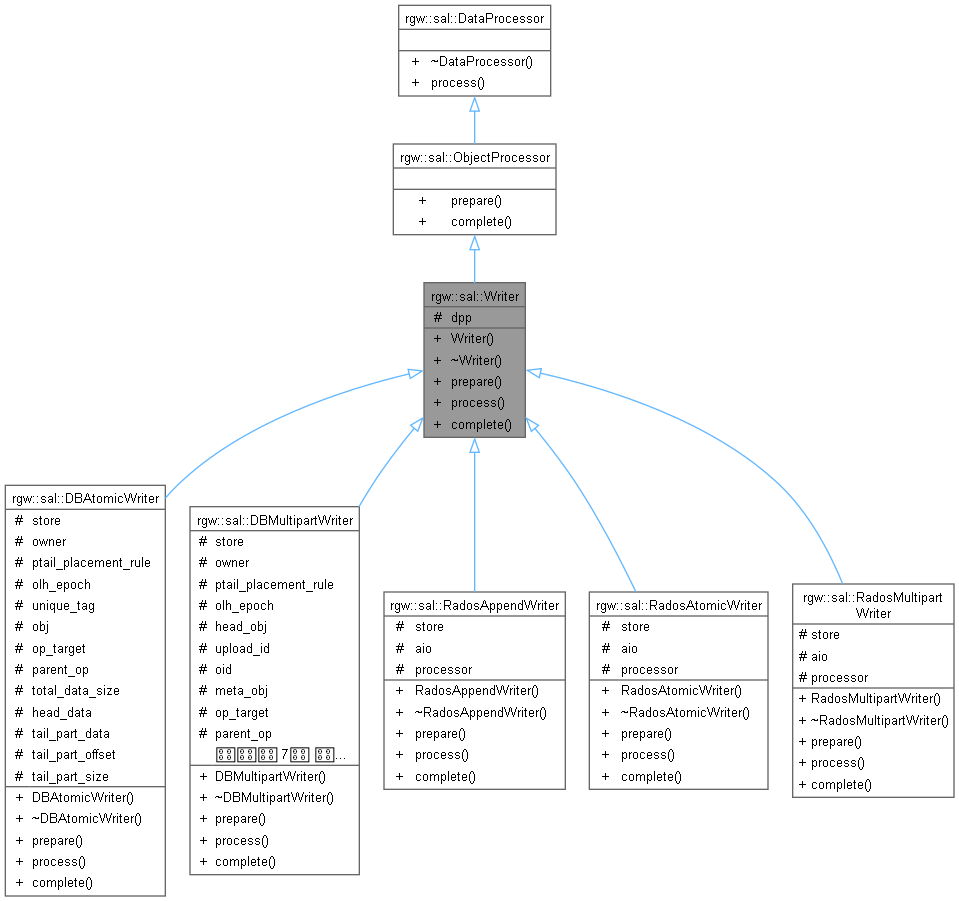 rgw::sal::DataProcessor
+ ~DataProcessor()
+ process()
rgw::sal::ObjectProcessor
+ prepare()
+ complete()
rgw::sal::Writer
# dpp
+ Writer()
+ ~Writer()
+ prepare()
+ process()
+ complete()
rgw::sal::DBAtomicWriter
# store
# owner
# ptail_placement_rule
# olh_epoch
# unique_tag
# obj
# op_target
# parent_op
# total_data_size
# head_data
# tail_part_data
# tail_part_offset
# tail_part_size
+ DBAtomicWriter()
+ ~DBAtomicWriter()
+ prepare()
+ process()
+ complete()
rgw::sal::DBMultipartWriter
# store
# owner
# ptail_placement_rule
# olh_epoch
# head_obj
# upload_id
# oid
# meta_obj
# op_target
# parent_op
7 ...
+ DBMultipartWriter()
+ ~DBMultipartWriter()
+ prepare()
+ process()
+ complete()
rgw::sal::RadosAppendWriter
# store
# aio
# processor
+ RadosAppendWriter()
+ ~RadosAppendWriter()
+ prepare()
+ process()
+ complete()
rgw::sal::RadosAtomicWriter
# store
# aio
# processor
+ RadosAtomicWriter()
+ ~RadosAtomicWriter()
+ prepare()
+ process()
+ complete()
rgw::sal::RadosMultipart
Writer
# store
# aio
# processor
+ RadosMultipartWriter()
+ ~RadosMultipartWriter()
+ prepare()
+ process()
+ complete()